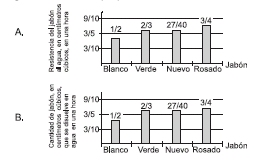 A.
Resistencia del jabón
al agua, en centímetros
cúbicos, en una hora
9/10
3/5
3/10
1/2
2/3
27/40
3/4
Blanco Verde Nuevo Rosado Jabón
B.
Cantidad de jabón, en
centímetros cúbicos,
que se disuelve en
agua en una hora
9/10
3/5
3/10
1/2
2/3
27/40
3/4
Blanco Verde Nuevo Rosado Jabón